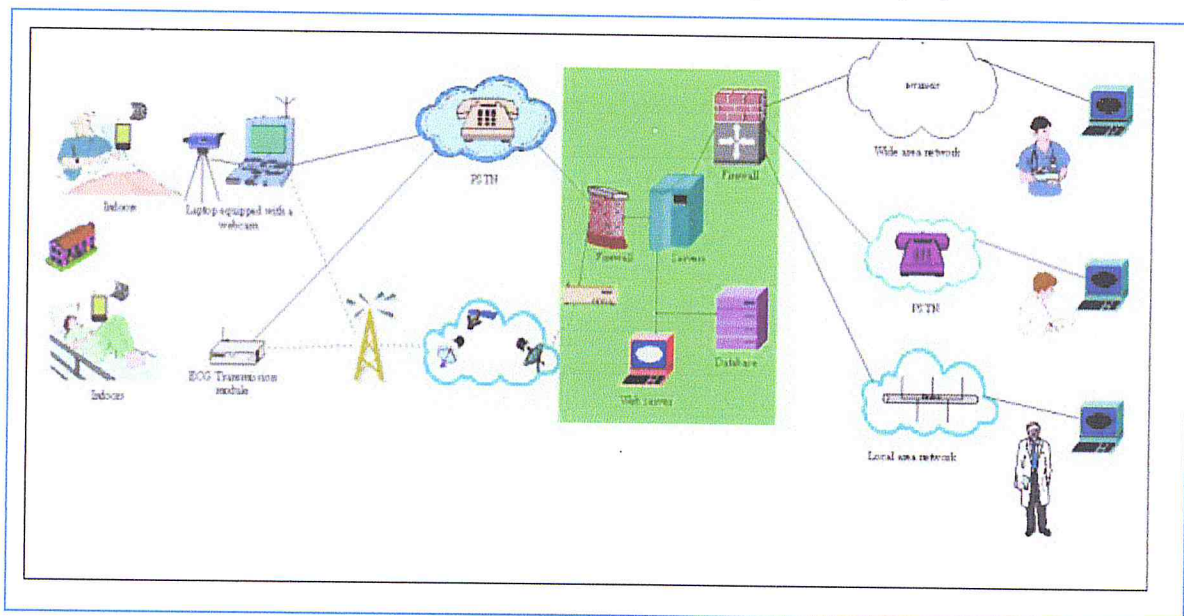 Indoors
Laptop equipped with a
webcam
Indoors
ECG Transmission
module
PSTN
Firewall
Servers
Web server
Database
Firewall
Wide area network
PSTN
Local area network